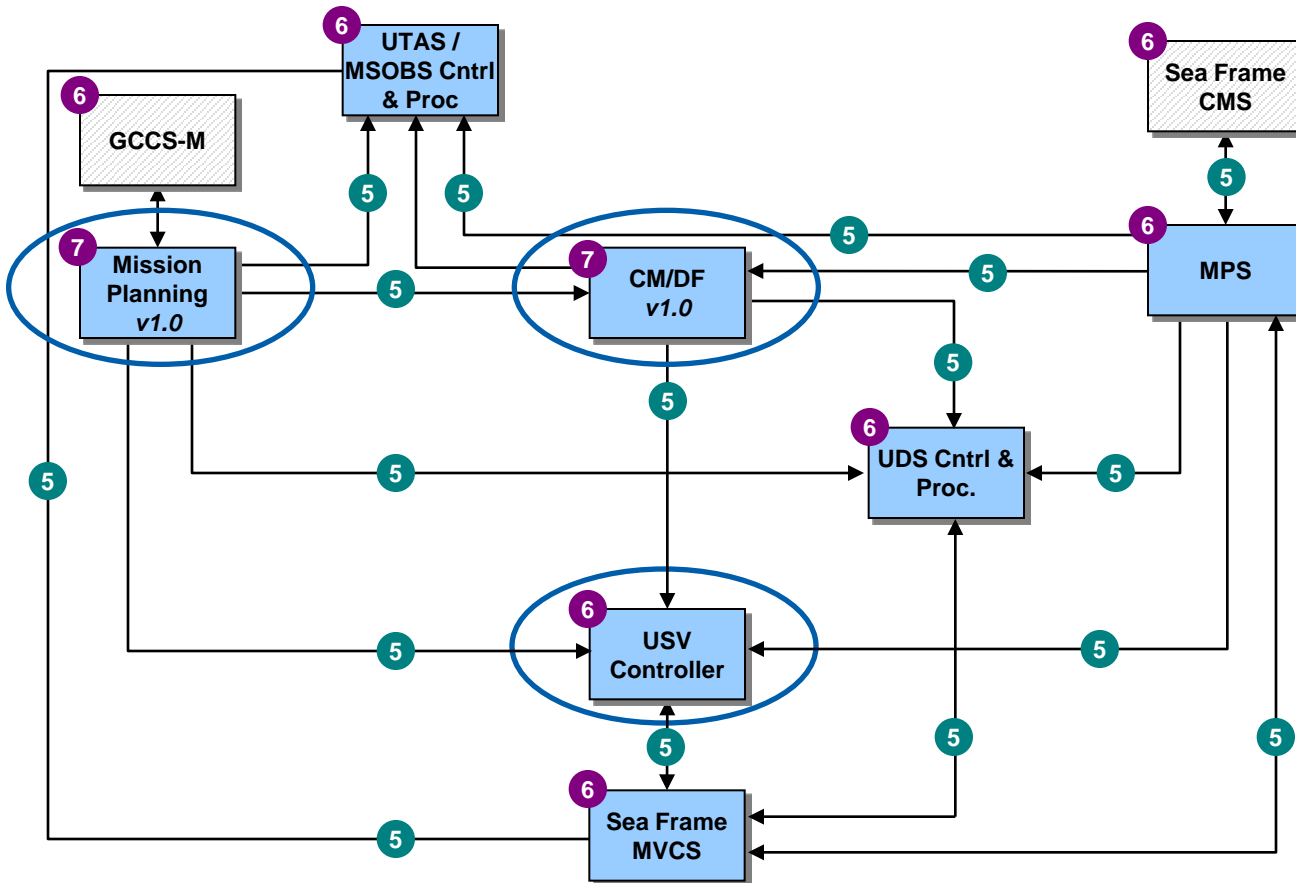 6
UTAS /
MSOBS Cntrl
& Proc
6
Sea Frame
CMS
6
GCCS-M
5
5
5
5
6
MPS
7
Mission
Planning
v1.0
5
7
CM/DF
v1.0
5
5
5
6
UDS Cntrl &
Proc.
5
5
5
6
USV
Controller
5
5
5
5
5
6
Sea Frame
MVCS
5